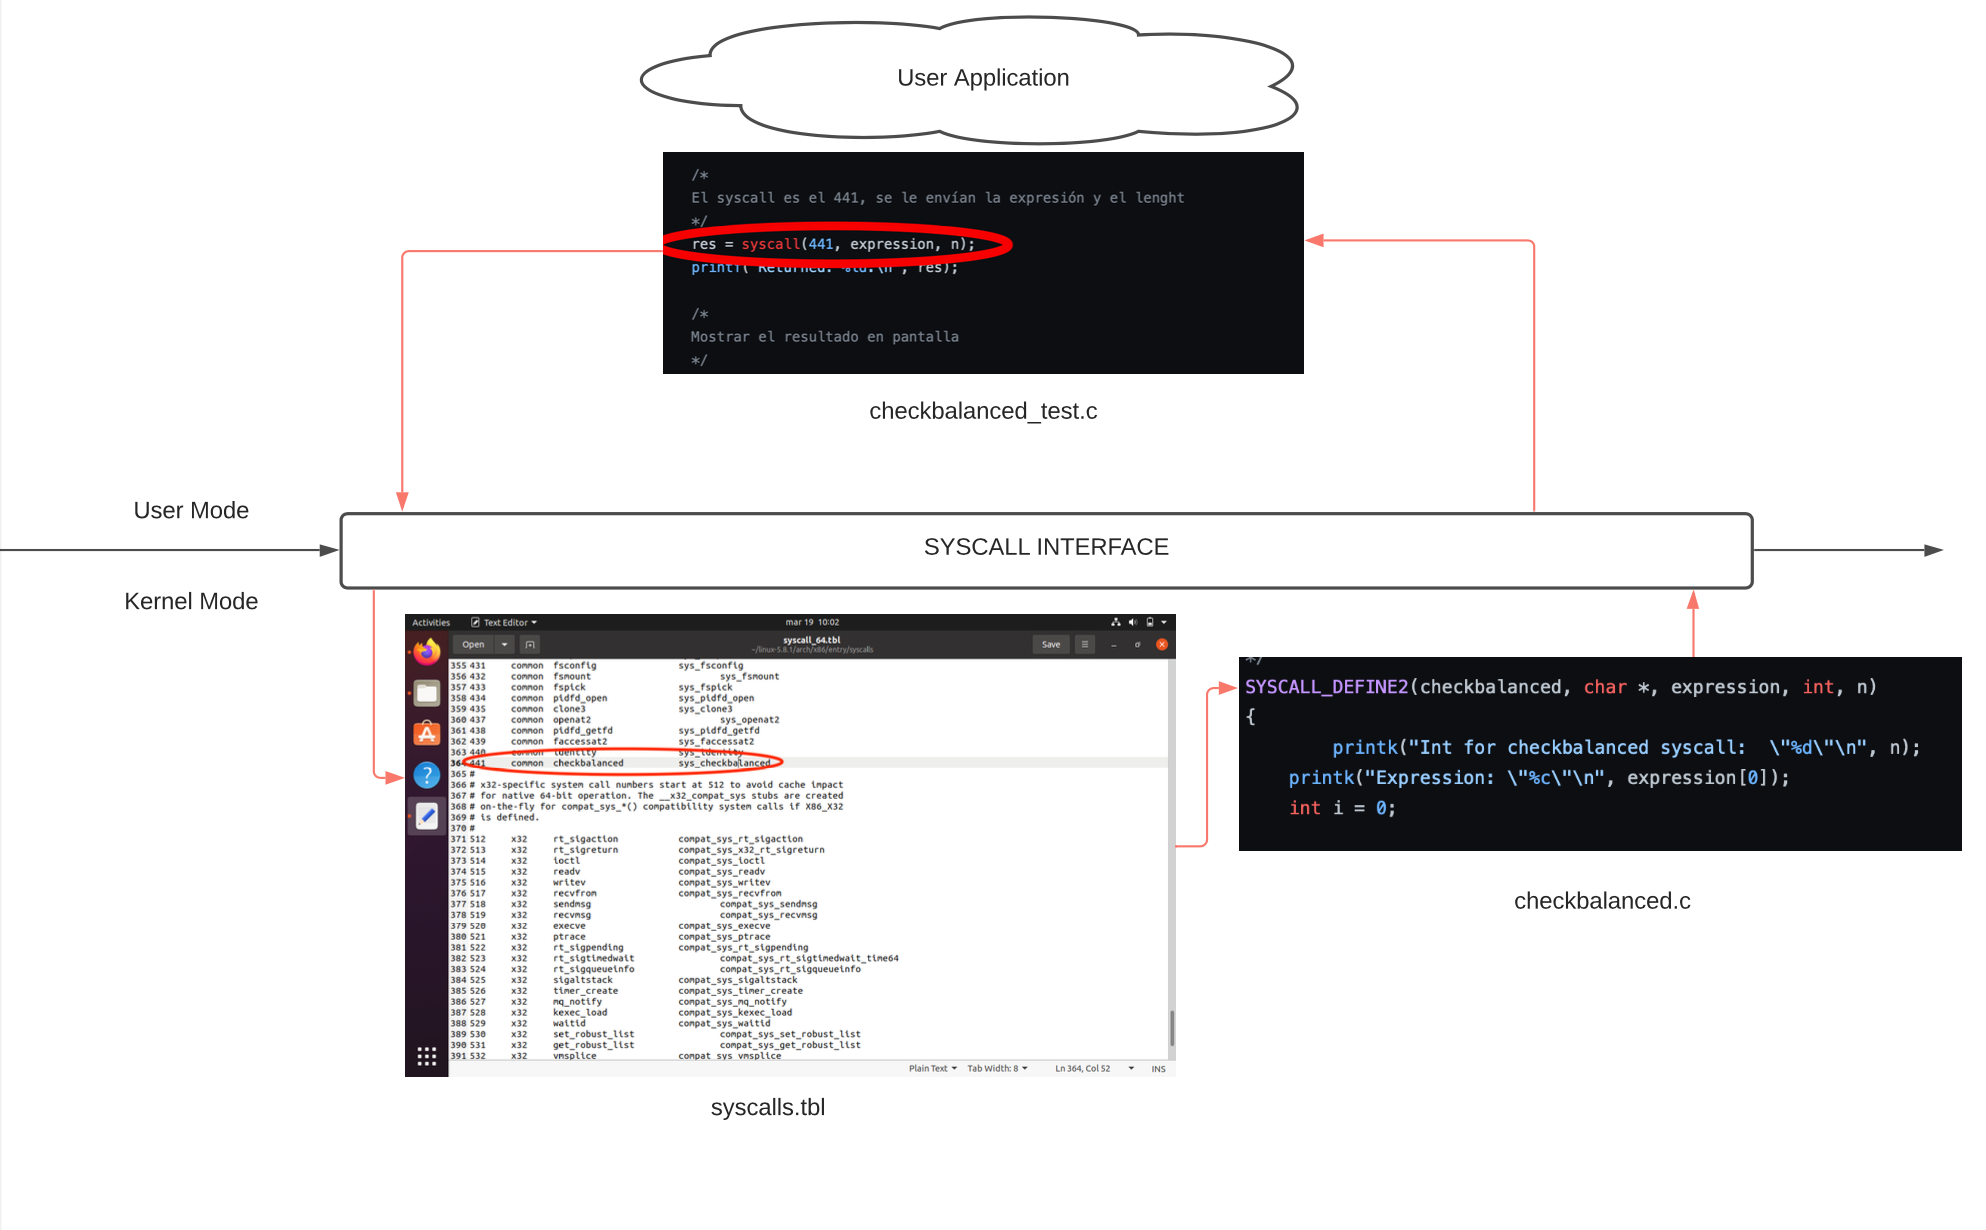 User Application
/*
El syscall es el 441, se le envían la expresión y el lenght
*/
res = syscall(441, expression, n);
printf("Returned: %ld.\n", res);
/*
Mostrar el resultado en pantalla
*/
checkbalanced_test.c
User Mode
SYSCALL INTERFACE
Kernel Mode
Activities Text Editor mar 19 10:02
Open syscall_64.tbl Save
~/linux-5.8.1/arch/x86/entry/syscalls
355 431 common fsconfig sys_fsconfig
356 432 common fsmount sys_fsmount
357 433 common fspick sys_fspick
358 434 common pidfd_open sys_pidfd_open
359 435 common clone3 sys_clone3
360 437 common openat2 sys_openat2
361 438 common pidfd_getfd sys_pidfd_getfd
362 439 common faccessat2 sys_faccessat2
363 440 common identity sys_identity
364 441 common checkbalanced sys_checkbalanced
365 #
366 # x32-specific system call numbers start at 512 to avoid cache impact
367 # for native 64-bit operation. The __x32_compat_sys stubs are created
368 # on-the-fly for compat_sys_*() compatibility system calls if X86_X32
369 # is defined.
370 #
371 512 x32 rt_sigaction compat_sys_rt_sigaction
372 513 x32 rt_sigreturn compat_sys_x32_rt_sigreturn
373 514 x32 ioctl compat_sys_ioctl
374 515 x32 readv compat_sys_readv
375 516 x32 writev compat_sys_writev
376 517 x32 recvfrom compat_sys_recvfrom
377 518 x32 sendmsg compat_sys_sendmsg
378 519 x32 recvmsg compat_sys_recvmsg
379 520 x32 execve compat_sys_execve
380 521 x32 ptrace compat_sys_ptrace
381 522 x32 rt_sigpending compat_sys_rt_sigpending
382 523 x32 rt_sigtimedwait compat_sys_rt_sigtimedwait_time64
383 524 x32 rt_sigqueueinfo compat_sys_rt_sigqueueinfo
384 525 x32 sigaltstack compat_sys_sigaltstack
385 526 x32 timer_create compat_sys_timer_create
386 527 x32 mq_notify compat_sys_mq_notify
387 528 x32 kexec_load compat_sys_kexec_load
388 529 x32 waitid compat_sys_waitid
389 530 x32 set_robust_list compat_sys_set_robust_list
390 531 x32 get_robust_list compat_sys_get_robust_list
391 532 x32 vmsplice compat_sys_vmsplice
Plain Text Tab Width: 8 Ln 364, Col 52 INS
syscalls.tbl
*/
SYSCALL_DEFINE2(checkbalanced, char *, expression, int, n)
{
printk("Int for checkbalanced syscall:  \"%d\"\n", n);
printk("Expression: \"%c\"\n", expression[0]);
int i = 0;
checkbalanced.c